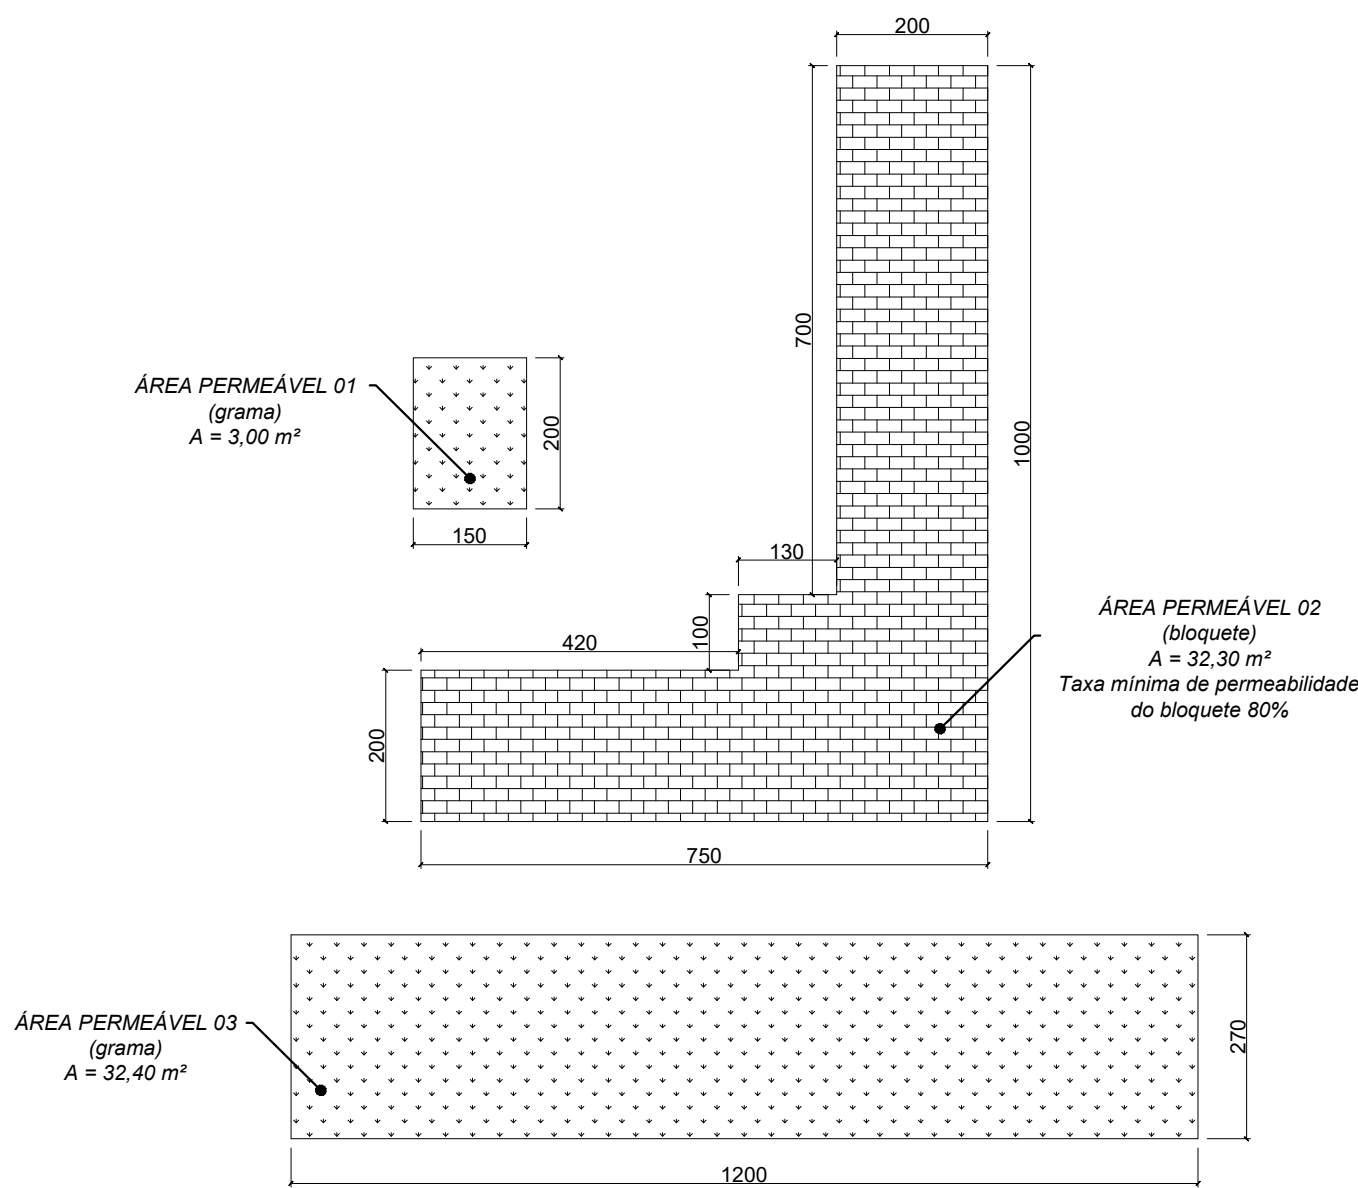 200
700
1000
ÁREA PERMEÁVEL 01
(grama)
A = 3,00 m²
200
150
130
100
420
200
750
ÁREA PERMEÁVEL 02
(bloquete)
A = 32,30 m²
Taxa mínima de permeabilidade
do bloquete 80%
ÁREA PERMEÁVEL 03
(grama)
A = 32,40 m²
270
1200